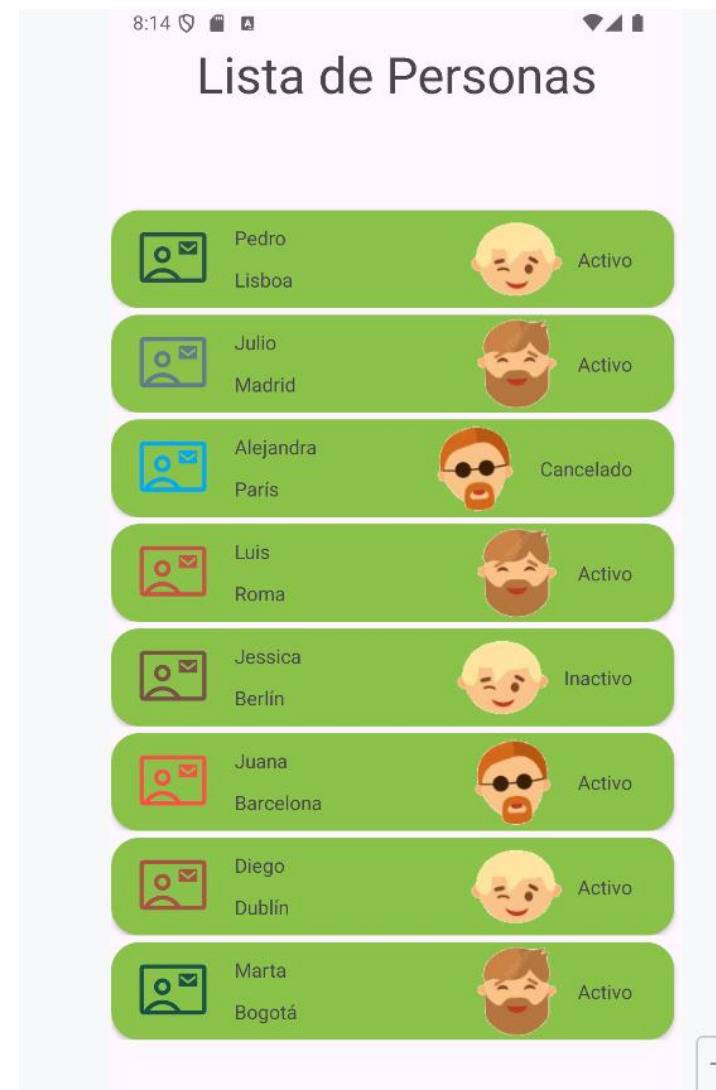 8:14
Lista de Personas
Pedro
Lisboa
Activo
Julio
Madrid
Activo
Alejandra
París
Cancelado
Luis
Roma
Activo
Jessica
Berlín
Inactivo
Juana
Barcelona
Activo
Diego
Dublín
Activo
Marta
Bogotá
Activo